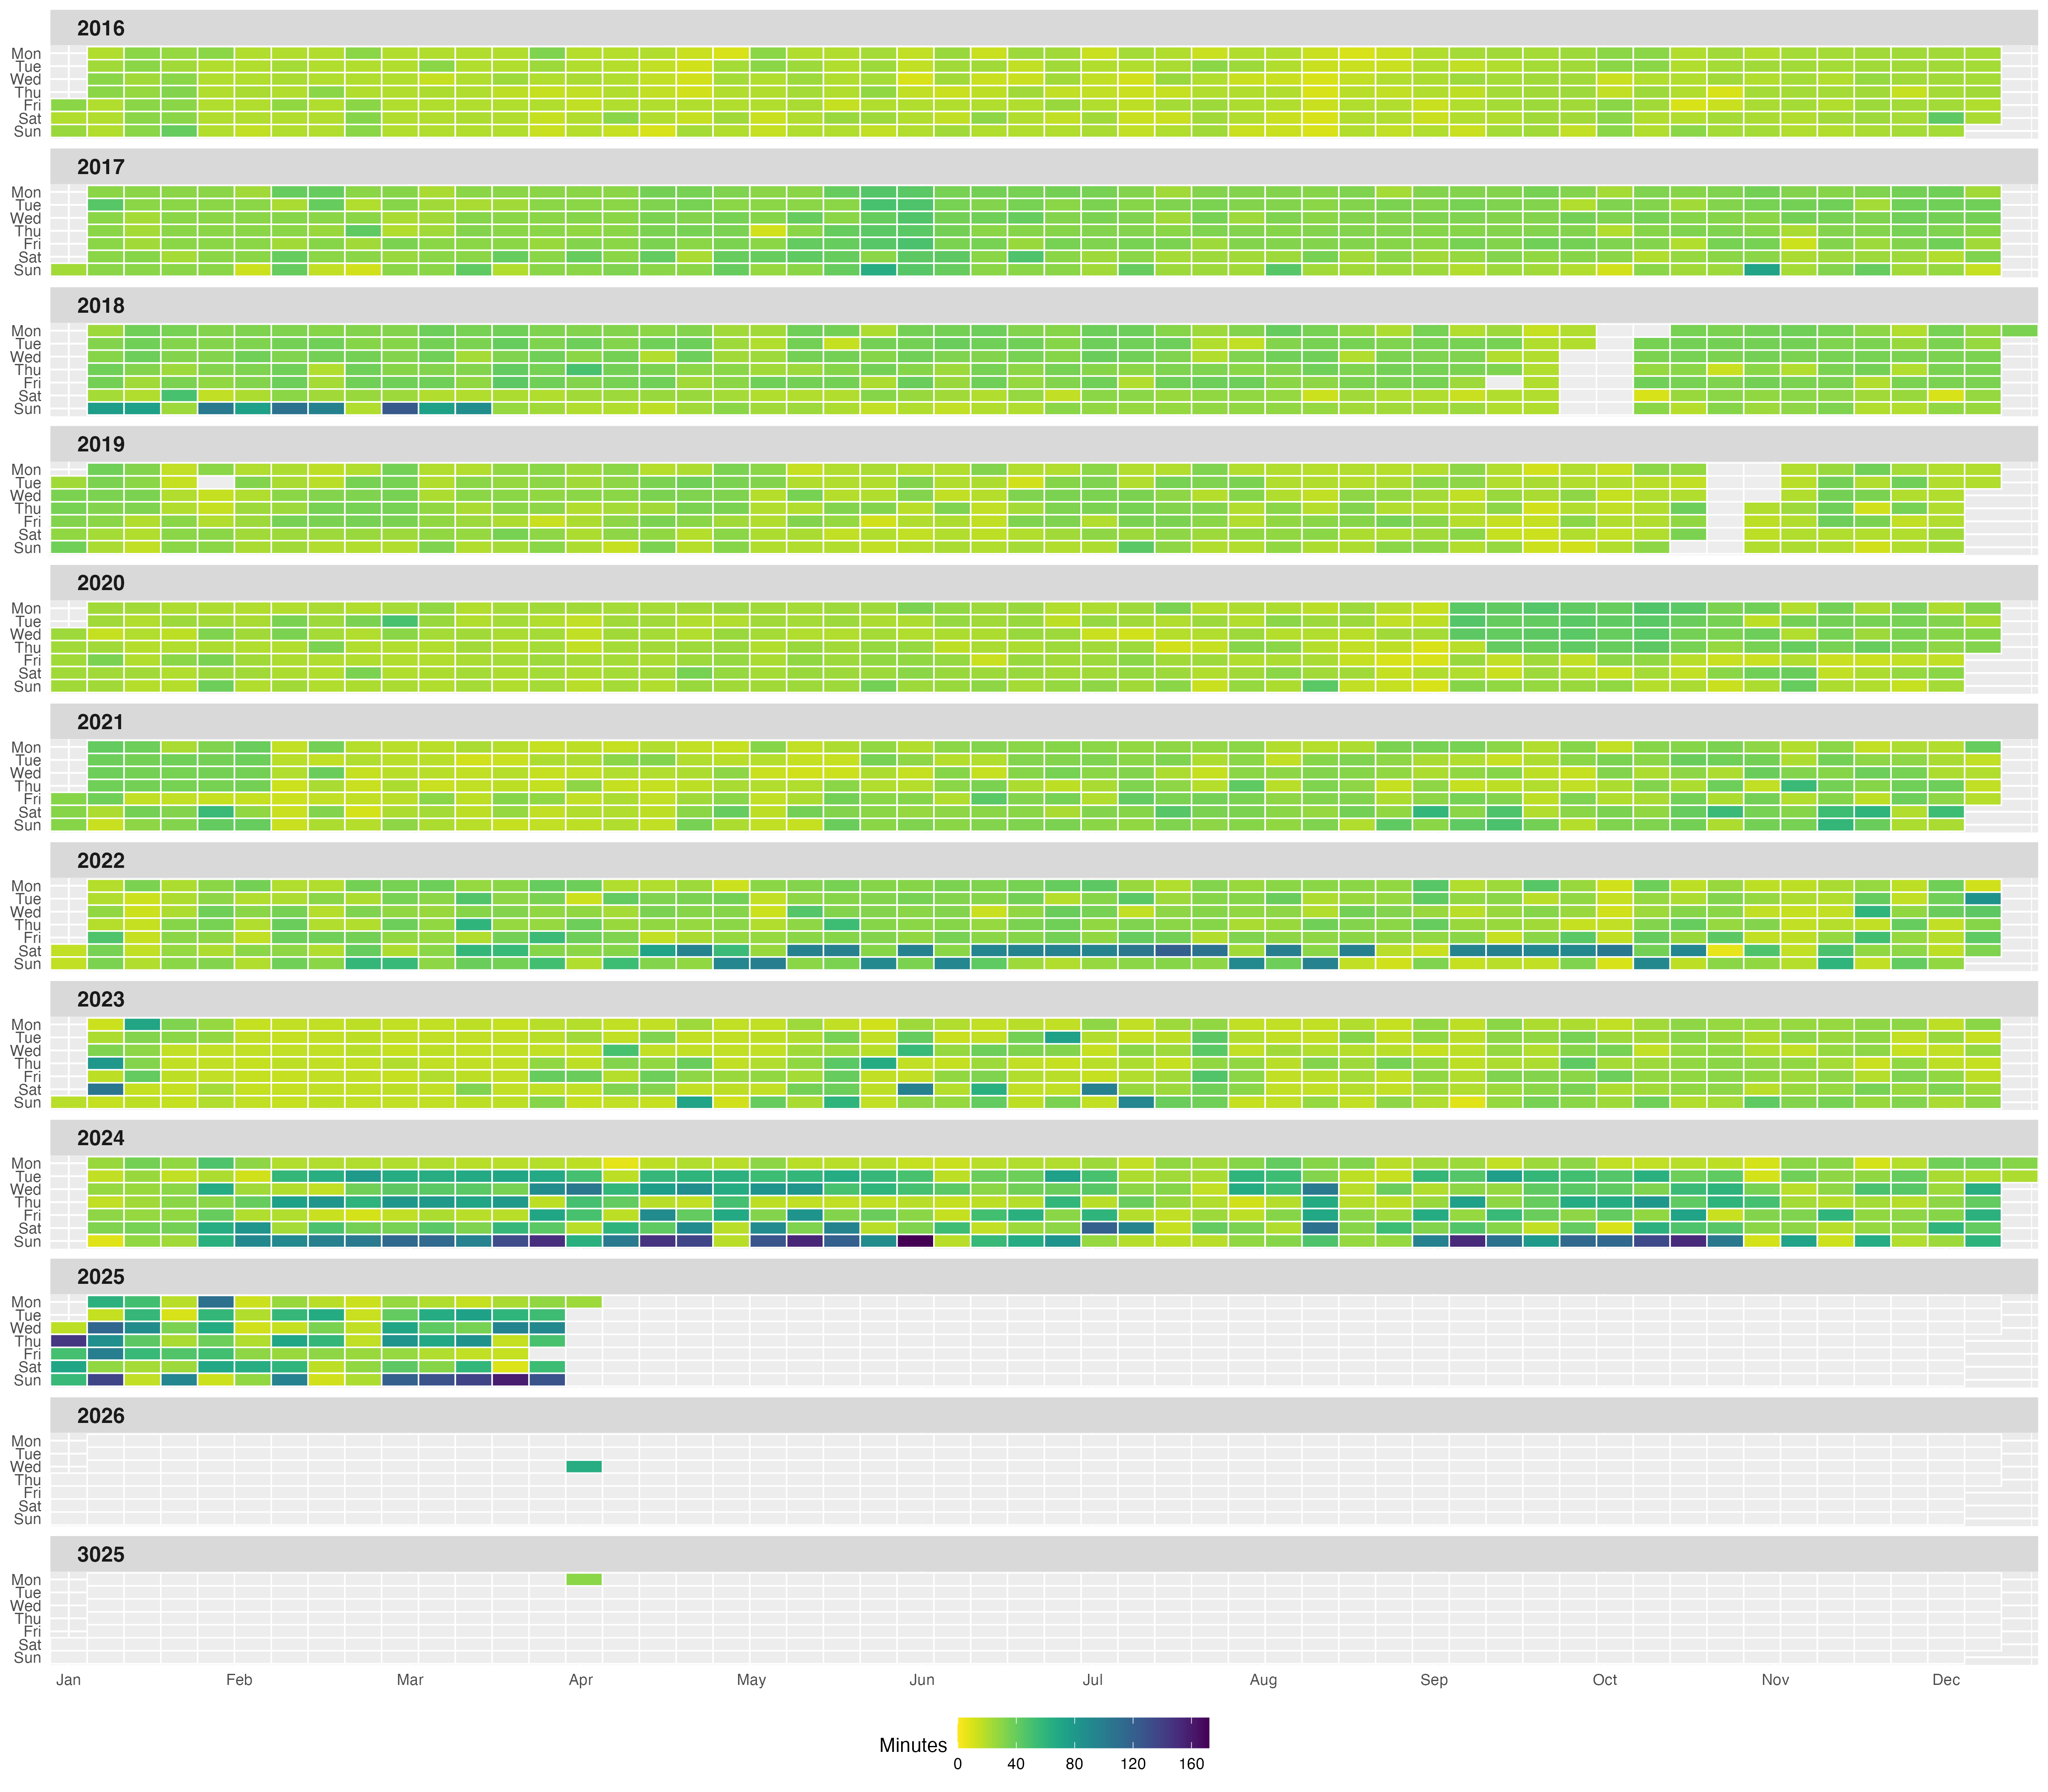 2016
Mon
Tue
Wed
Thu
Fri
Sat
Sun
2017
Mon
Tue
Wed
Thu
Fri
Sat
Sun
2018
Mon
Tue
Wed
Thu
Fri
Sat
Sun
2019
Mon
Tue
Wed
Thu
Fri
Sat
Sun
2020
Mon
Tue
Wed
Thu
Fri
Sat
Sun
2021
Mon
Tue
Wed
Thu
Fri
Sat
Sun
2022
Mon
Tue
Wed
Thu
Fri
Sat
Sun
2023
Mon
Tue
Wed
Thu
Fri
Sat
Sun
2024
Mon
Tue
Wed
Thu
Fri
Sat
Sun
2025
Mon
Tue
Wed
Thu
Fri
Sat
Sun
2026
Mon
Tue
Wed
Thu
Fri
Sat
Sun
3025
Mon
Tue
Wed
Thu
Fri
Sat
Sun
Jan Feb Mar Apr May Jun Jul Aug Sep Oct Nov Dec
Minutes
0 40 80 120 160